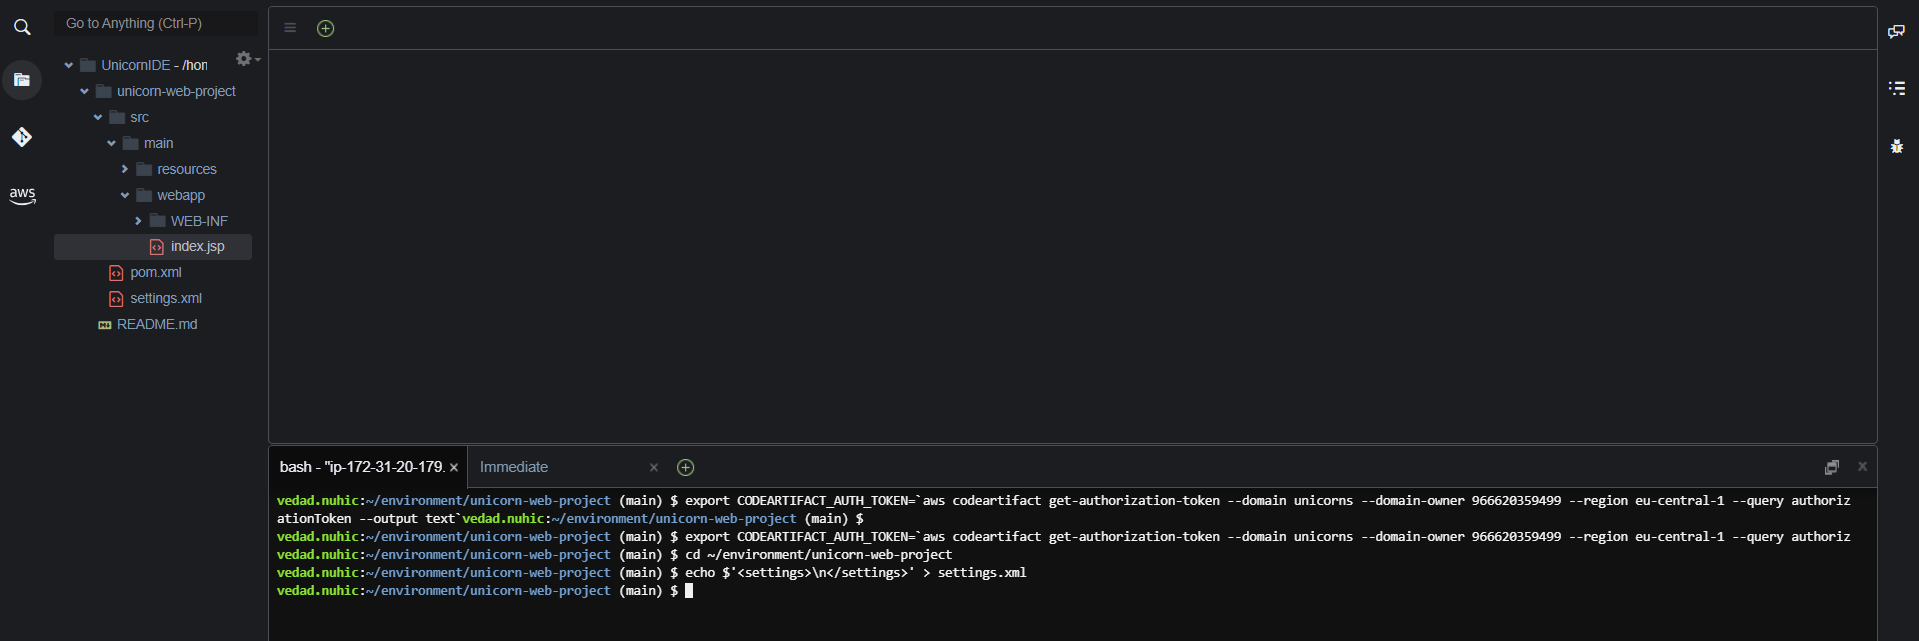 Go to Anything (Ctrl-P)
UnicornIDE - /hom
unicorn-web-project
src
main
resources
webapp
WEB-INF
index.jsp
pom.xml
settings.xml
README.md
aws
bash - "ip-172-31-20-179.
Immediate
vedad.nuhic:~/environment/unicorn-web-project (main) $ export CODEARTIFACT_AUTH_TOKEN=`aws codeartifact get-authorization-token --domain unicorns --domain-owner 966620359499 --region eu-central-1 --query authoriz
ationToken --output text`vedad.nuhic:~/environment/unicorn-web-project (main) $
vedad.nuhic:~/environment/unicorn-web-project (main) $ export CODEARTIFACT_AUTH_TOKEN=`aws codeartifact get-authorization-token --domain unicorns --domain-owner 966620359499 --region eu-central-1 --query authoriz
vedad.nuhic:~/environment/unicorn-web-project (main) $ cd ~/environment/unicorn-web-project
vedad.nuhic:~/environment/unicorn-web-project (main) $ echo $'<settings>\n</settings>' > settings.xml
vedad.nuhic:~/environment/unicorn-web-project (main) $